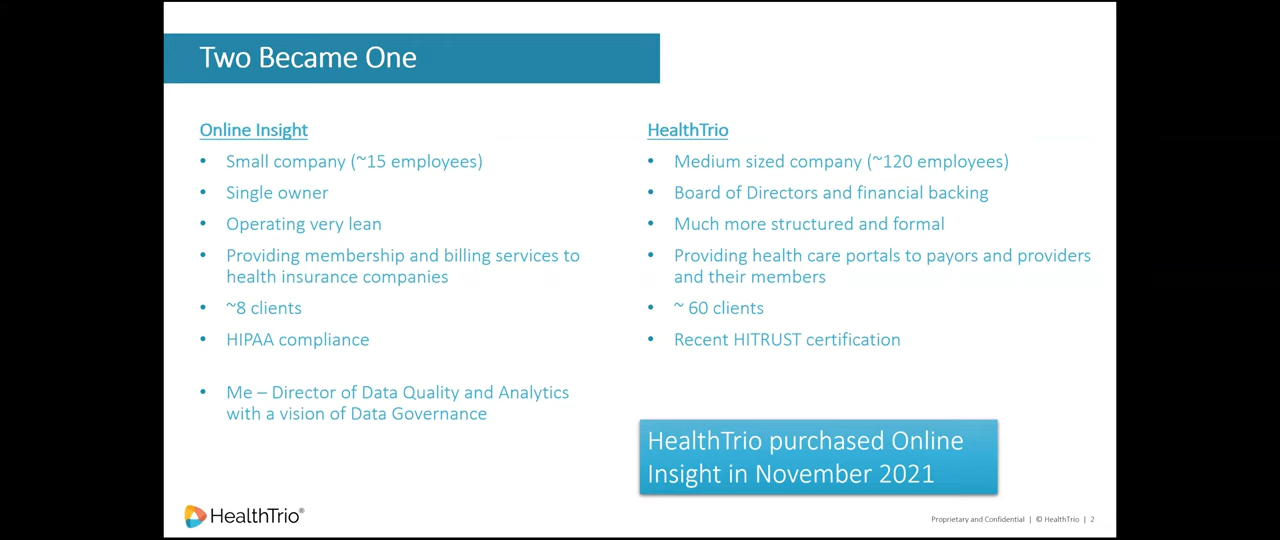 Two Became One
Online Insight
• Small company (~15 employees)
• Single owner
• Operating very lean
• Providing membership and billing services to
health insurance companies
• ~8 clients
• HIPAA compliance
• Me – Director of Data Quality and Analytics
with a vision of Data Governance
HealthTrio
• Medium sized company (~120 employees)
• Board of Directors and financial backing
• Much more structured and formal
• Providing health care portals to payors and providers
and their members
• ~ 60 clients
• Recent HITRUST certification
HealthTrio purchased Online
Insight in November 2021
HealthTrio®
Proprietary and Confidential | © HealthTrio | 2